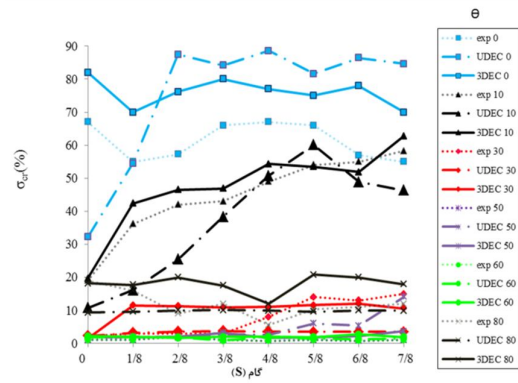 θ
90
80
70
60
50
40
30
20
10
0
σcr(%)
0 1/8 2/8 3/8 4/8 5/8 6/8 7/8
گام (S)
exp 0
UDEC 0
3DEC 0
exp 10
UDEC 10
3DEC 10
exp 30
UDEC 30
3DEC 30
exp 50
UDEC 50
3DEC 50
exp 60
UDEC 60
3DEC 60
exp 80
UDEC 80
3DEC 80